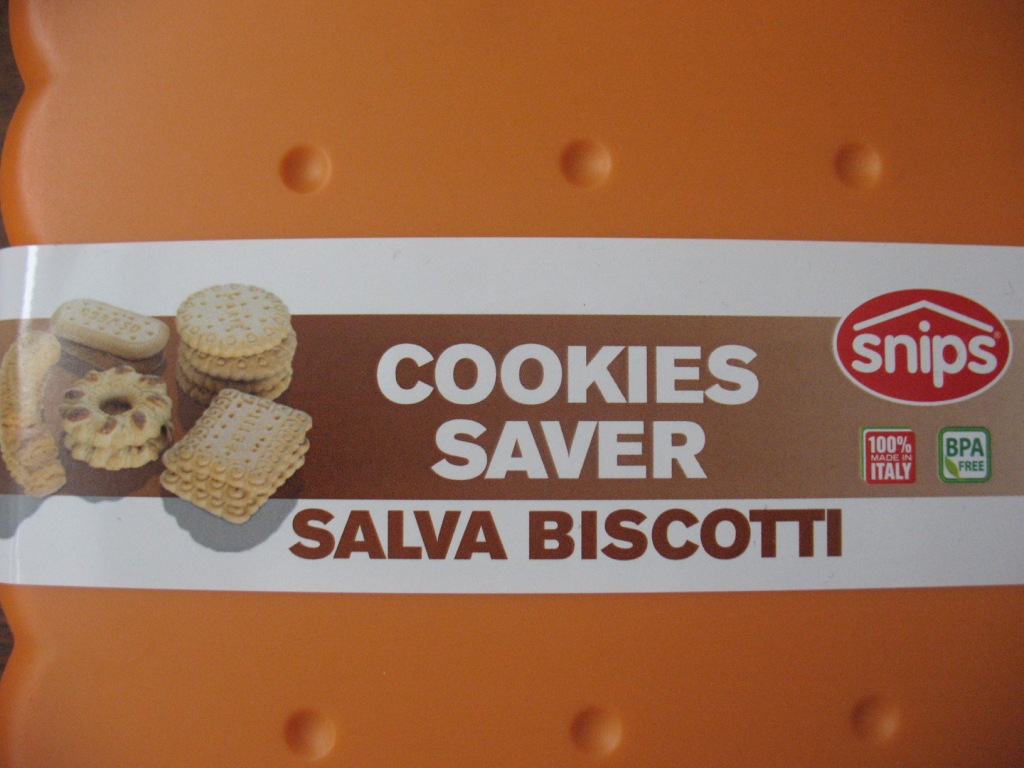 COOKIES
SAVER
SALVA BISCOTTI
snips®
100%
MADE IN
ITALY
BPA
FREE